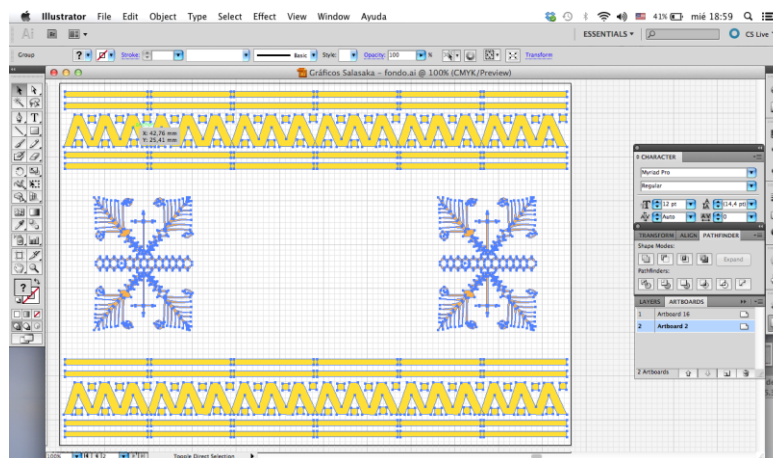 Illustrator File Edit Object Type Select Effect View Window Ayuda 41% mié 18:59
Ai Br ESSENTIALS CS Live
Group ? Stroke: Basic Style: Opacity: 100 Transform
Gráficos Salasaka - fondo.ai @ 100% (CMYK/Preview)
X: 42,76 mm
Y: 25,41 mm
CHARACTER
Myriad Pro
Regular
12 pt (14,4 pt)
Auto 0
TRANSFORM ALIGN PATHFINDER
Shape Modes:
Expand
Pathfinders:
LAYERS ARTBOARDS
1 Artboard 16
2 Artboard 2
2 Artboards
100% 2 Toggle Direct Selection